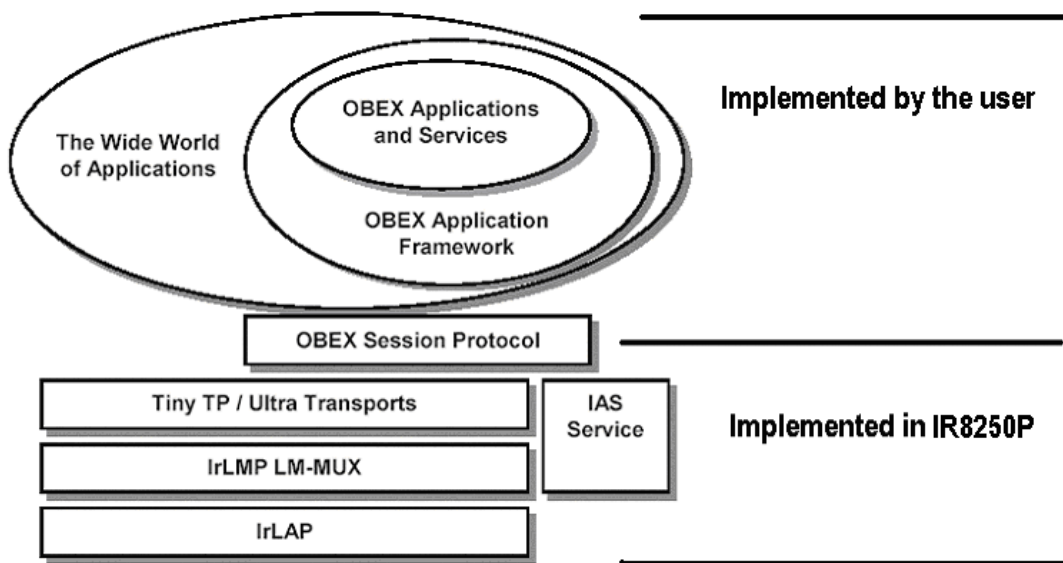 OBEX Applications
and Services
Implemented by the user
The Wide World
of Applications
OBEX Application
Framework
OBEX Session Protocol
Tiny TP / Ultra Transports
IAS
Service
Implemented in IR8250P
IrLMP LM-MUX
IrLAP